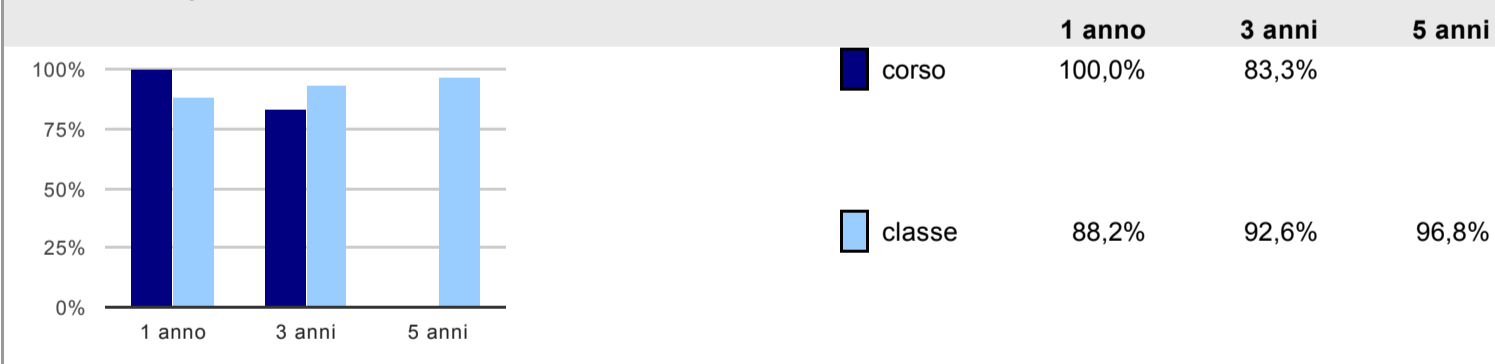 1 anno 3 anni 5 anni
100%
75%
50%
25%
0%
1 anno 3 anni 5 anni
corso 100,0% 83,3%
classe 88,2% 92,6% 96,8%